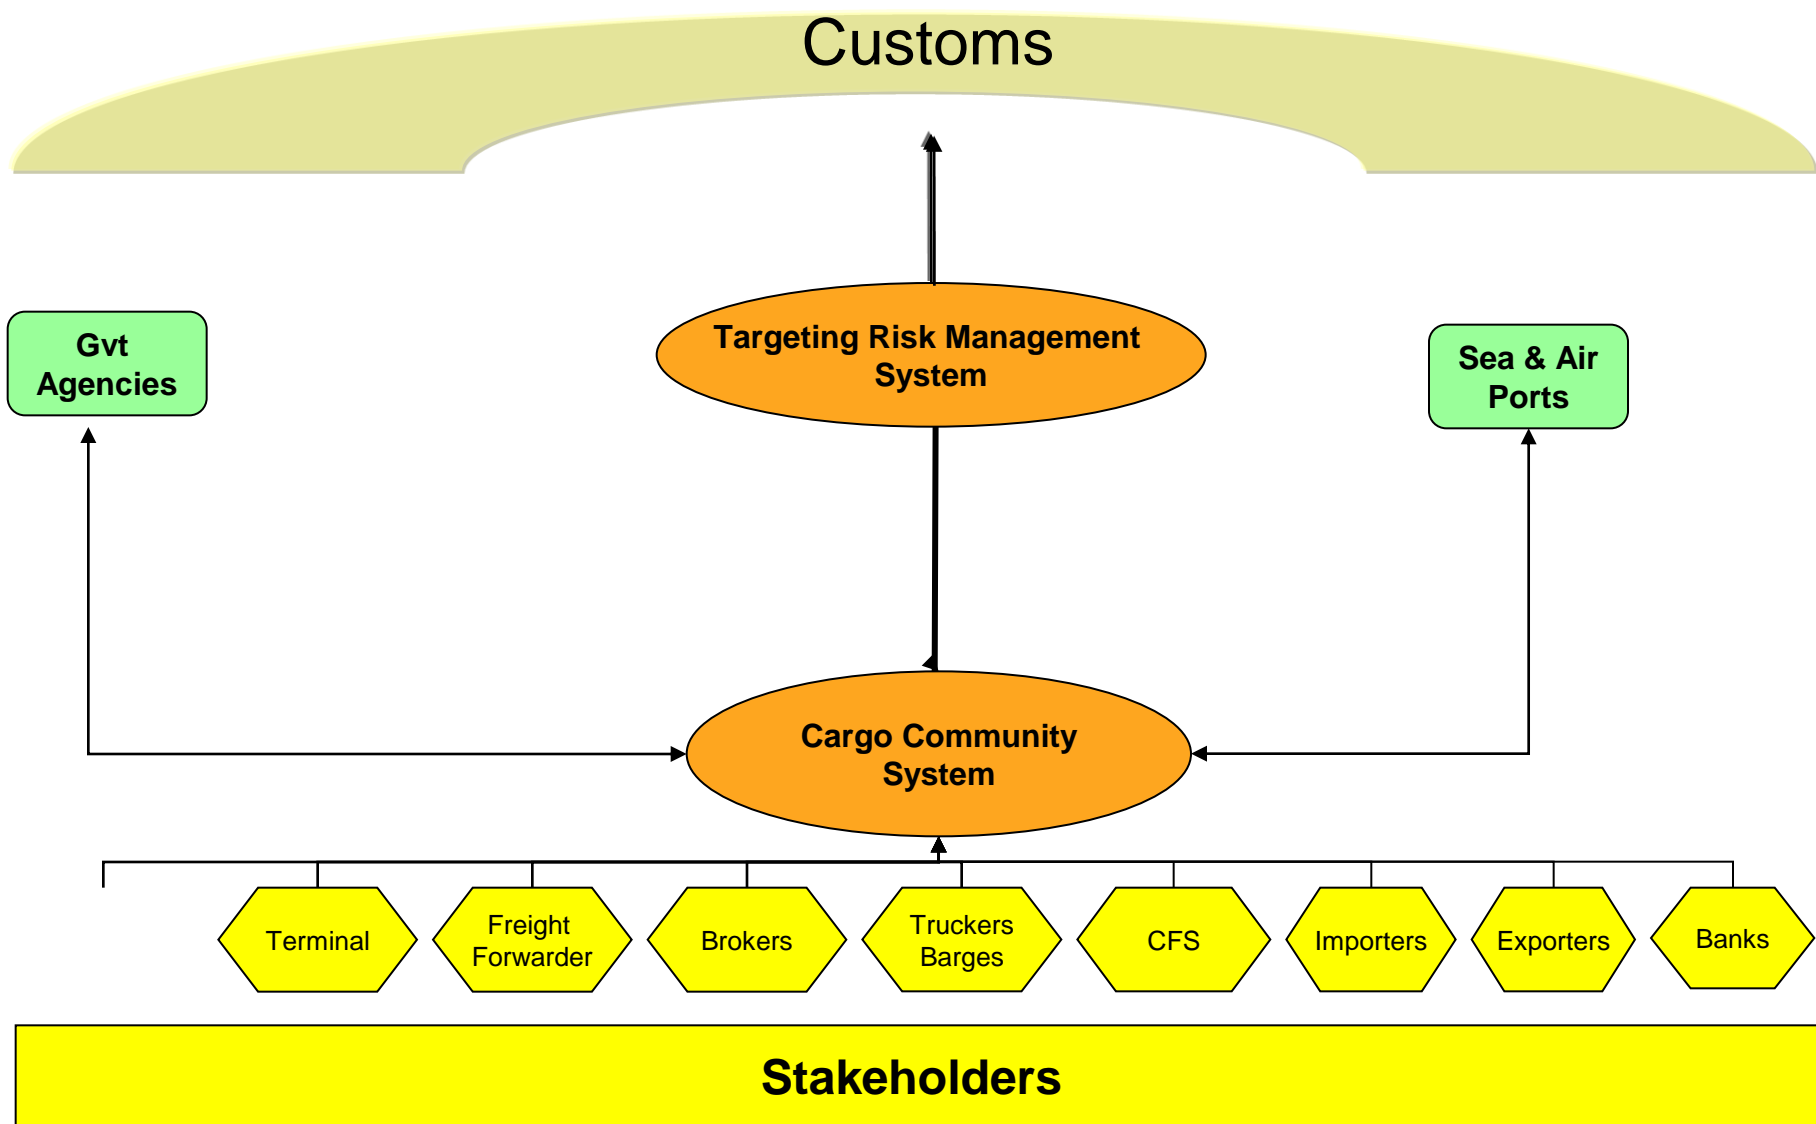 Customs
Gvt
Agencies
Targeting Risk Management
System
Sea & Air
Ports
Cargo Community
System
Terminal
Freight
Forwarder
Brokers
Truckers
Barges
CFS
Importers
Exporters
Banks
Stakeholders